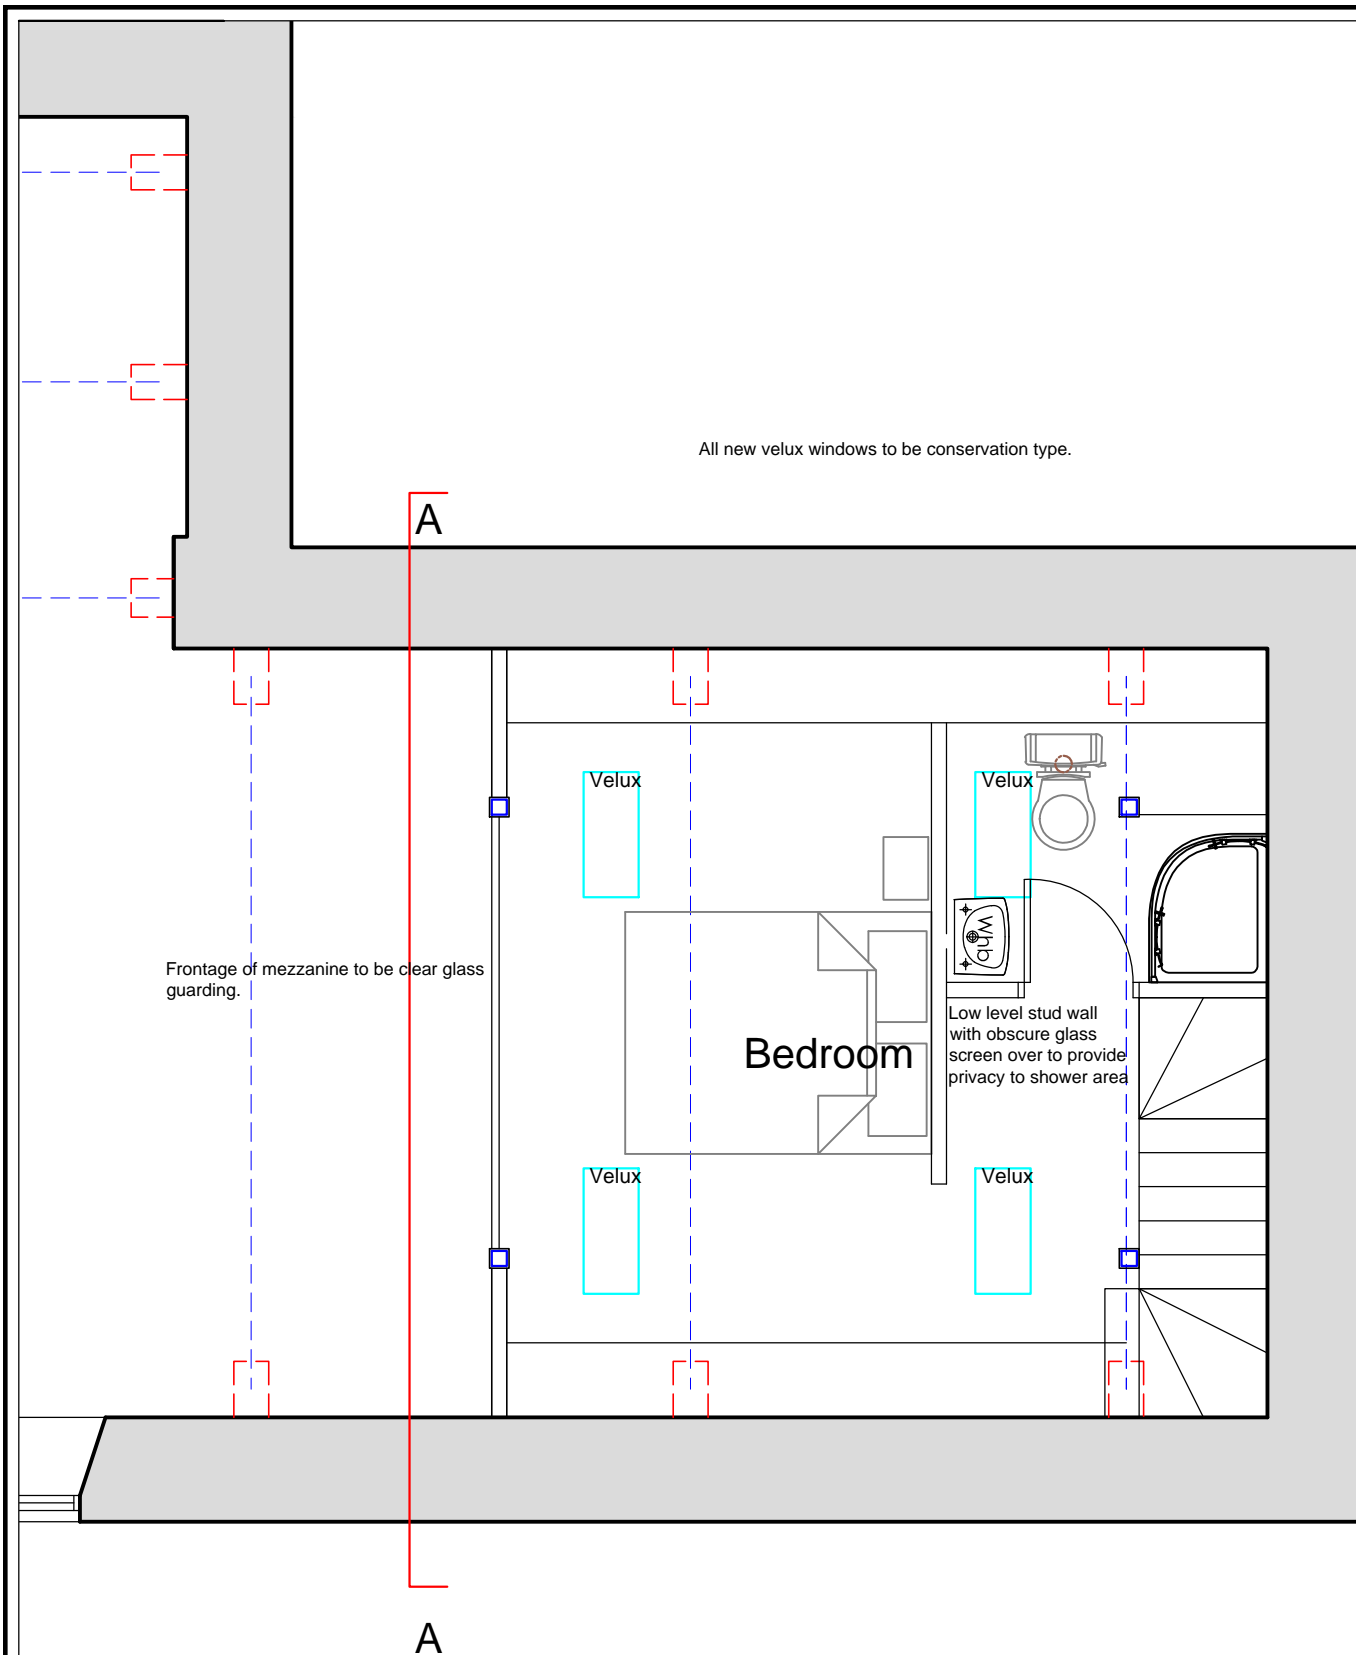 All new velux windows to be conservation type.
A
Velux
Velux
Whb
Frontage of mezzanine to be clear glass
guarding.
Low level stud wall
with obscure glass
screen over to provide
privacy to shower area
Bedroom
Velux
Velux
A